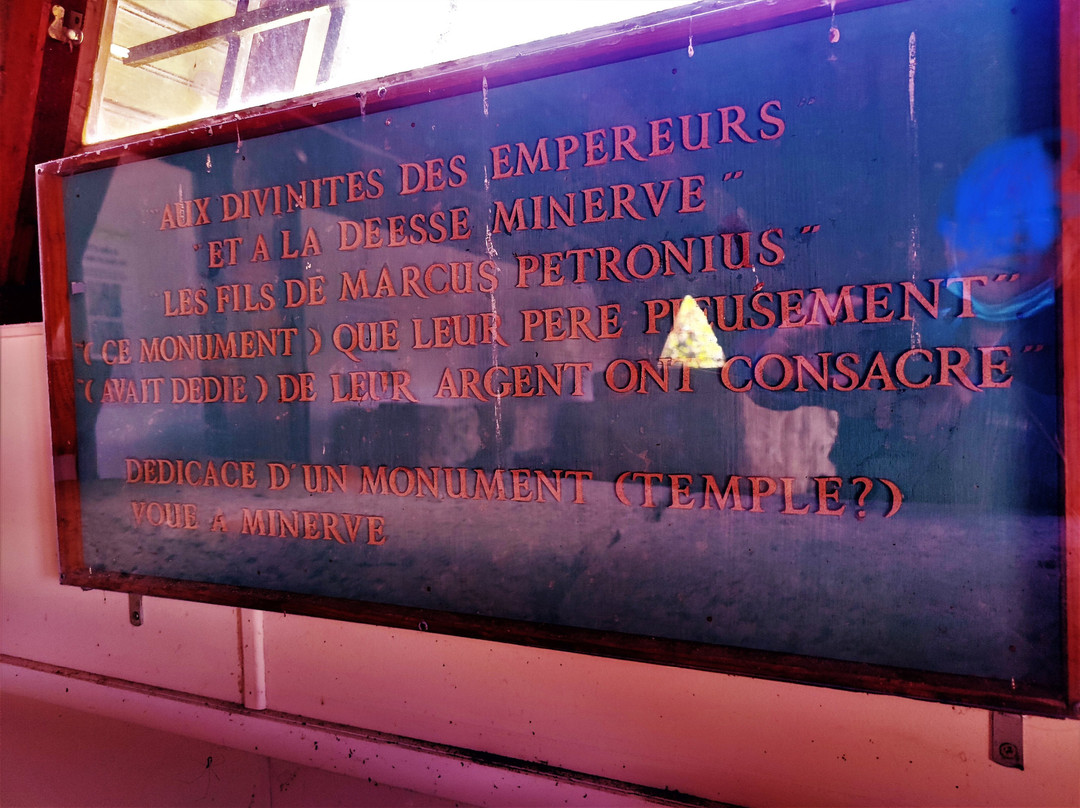 "AUX DIVINITES DES EMPEREURS"
"ET A LA DEESSE MINERVE"
"LES FILS DE MARCUS PETRONIUS"
"( CE MONUMENT ) QUE LEUR PERE PIEUSEMENT"
"( AVAIT DEDIE ) DE LEUR ARGENT ONT CONSACRE"
DEDICACE D'UN MONUMENT (TEMPLE?)
VOUE A MINERVE